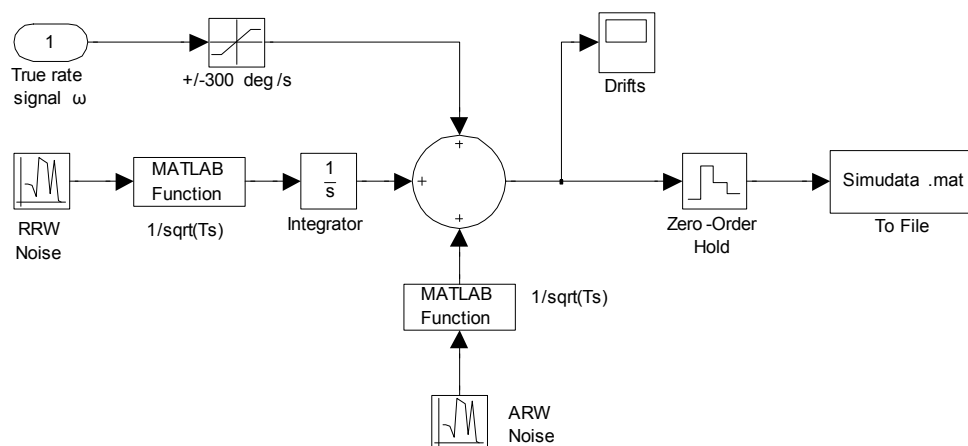 1
True rate
signal ω
+/-300 deg/s
Drifts
RRW
Noise
MATLAB
Function
1/sqrt(Ts)
1
s
Integrator
+
+
+
Zero-Order
Hold
Simudata .mat
To File
MATLAB
Function
1/sqrt(Ts)
ARW
Noise